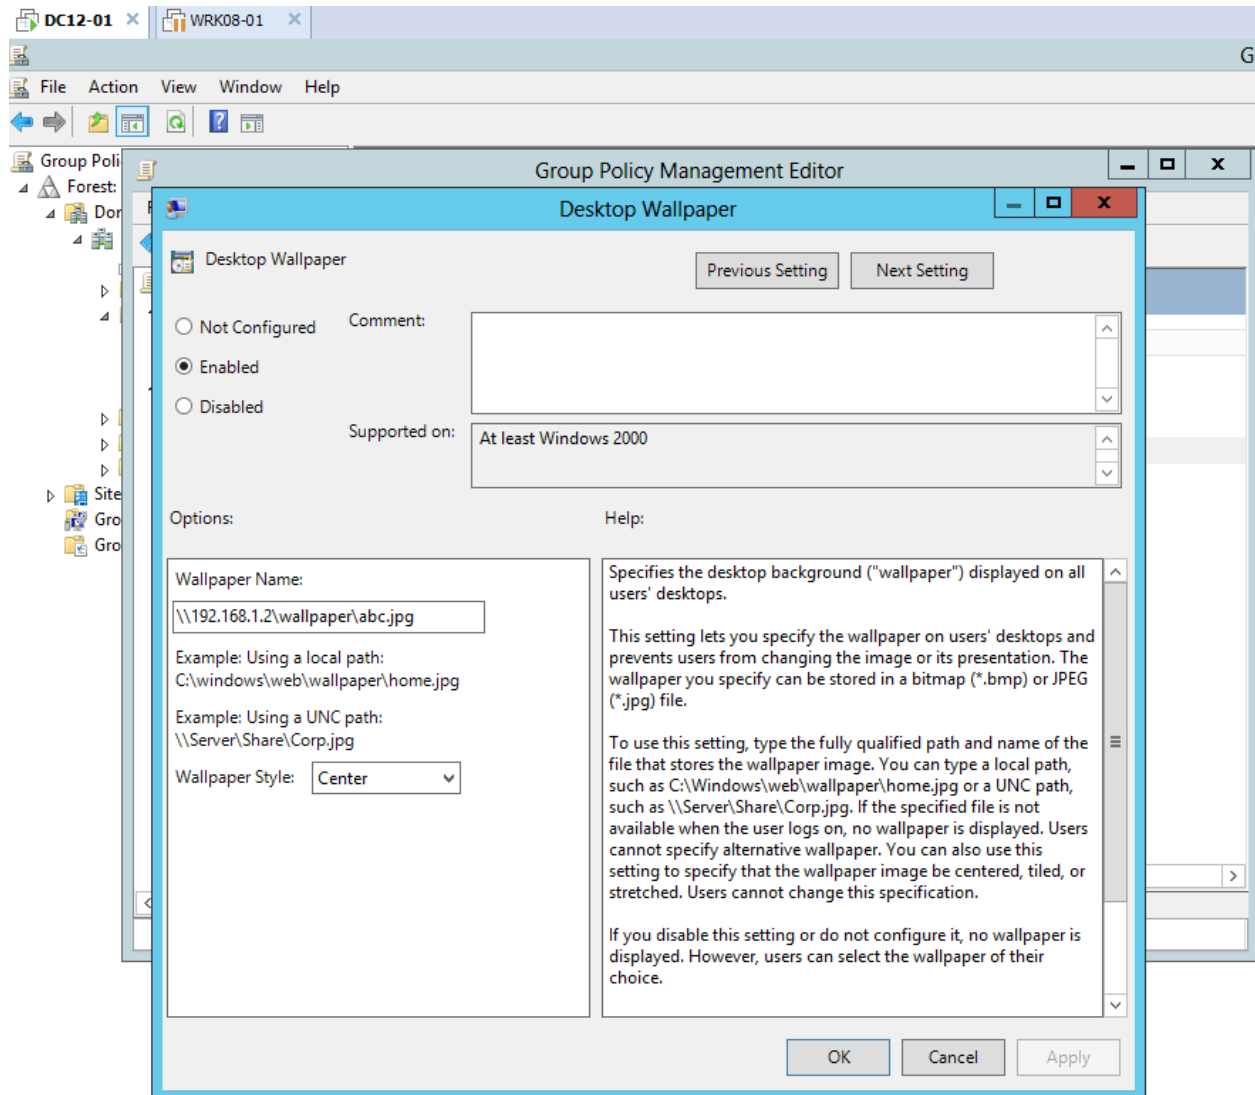 DC12-01
WRK08-01
G
File Action View Window Help
Group Poli
Forest:
Dor
Site
Gro
Gro
Group Policy Management Editor
Desktop Wallpaper
Desktop Wallpaper
Previous Setting
Next Setting
Not Configured
Enabled
Disabled
Comment:
Supported on:
At least Windows 2000
Options:
Help:
Wallpaper Name:
\\192.168.1.2\wallpaper\abc.jpg
Example: Using a local path:
C:\windows\web\wallpaper\home.jpg
Example: Using a UNC path:
\\Server\Share\Corp.jpg
Wallpaper Style: Center
Specifies the desktop background ("wallpaper") displayed on all
users' desktops.
This setting lets you specify the wallpaper on users' desktops and
prevents users from changing the image or its presentation. The
wallpaper you specify can be stored in a bitmap (*.bmp) or JPEG
(*.jpg) file.
To use this setting, type the fully qualified path and name of the
file that stores the wallpaper image. You can type a local path,
such as C:\Windows\web\wallpaper\home.jpg or a UNC path,
such as \\Server\Share\Corp.jpg. If the specified file is not
available when the user logs on, no wallpaper is displayed. Users
cannot specify alternative wallpaper. You can also use this
setting to specify that the wallpaper image be centered, tiled, or
stretched. Users cannot change this specification.
If you disable this setting or do not configure it, no wallpaper is
displayed. However, users can select the wallpaper of their
choice.
OK
Cancel
Apply